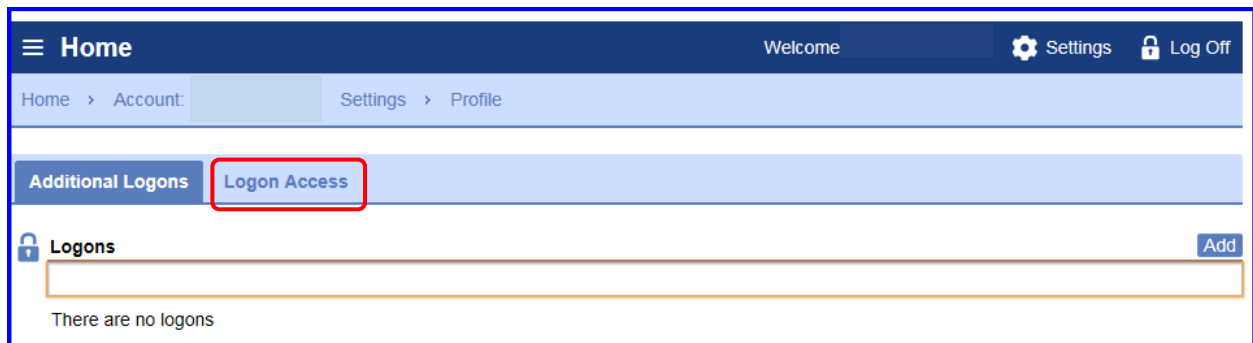 Home Welcome Settings Log Off
Home > Account: Settings > Profile
Additional Logons Logon Access
Logons Add
There are no logons